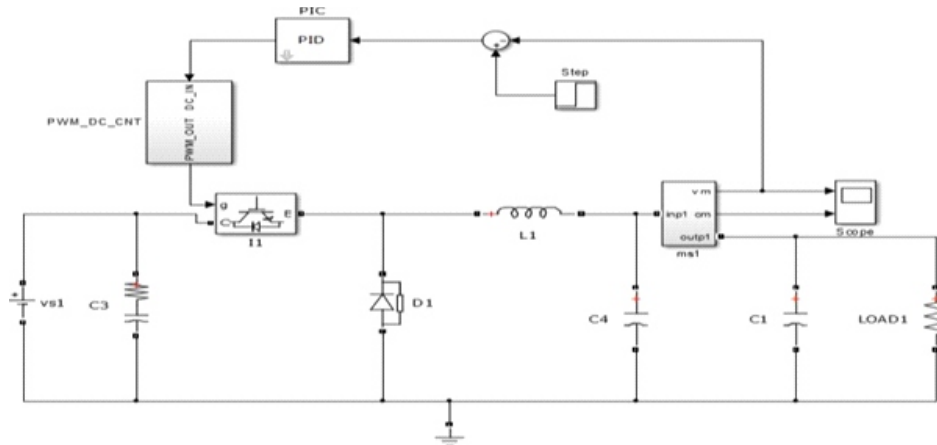 PIC
PID
Step
PWM_DC_CNT
PWM_OUT DC_IN
g
C
E
I1
L1
vm
inp1 om
outp1
ms1
Scope
+
vs1
C3
D1
C4
C1
LOAD1